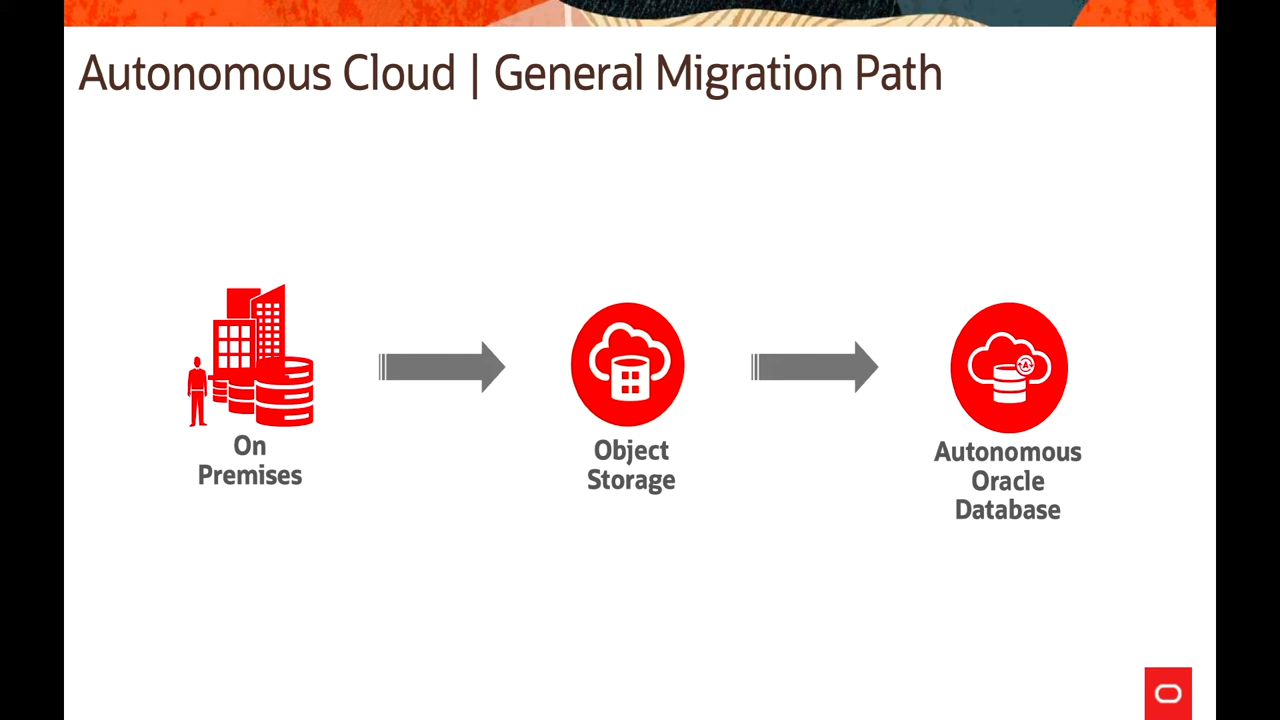 Autonomous Cloud | General Migration Path
On
Premises
Object
Storage
Autonomous
Oracle
Database